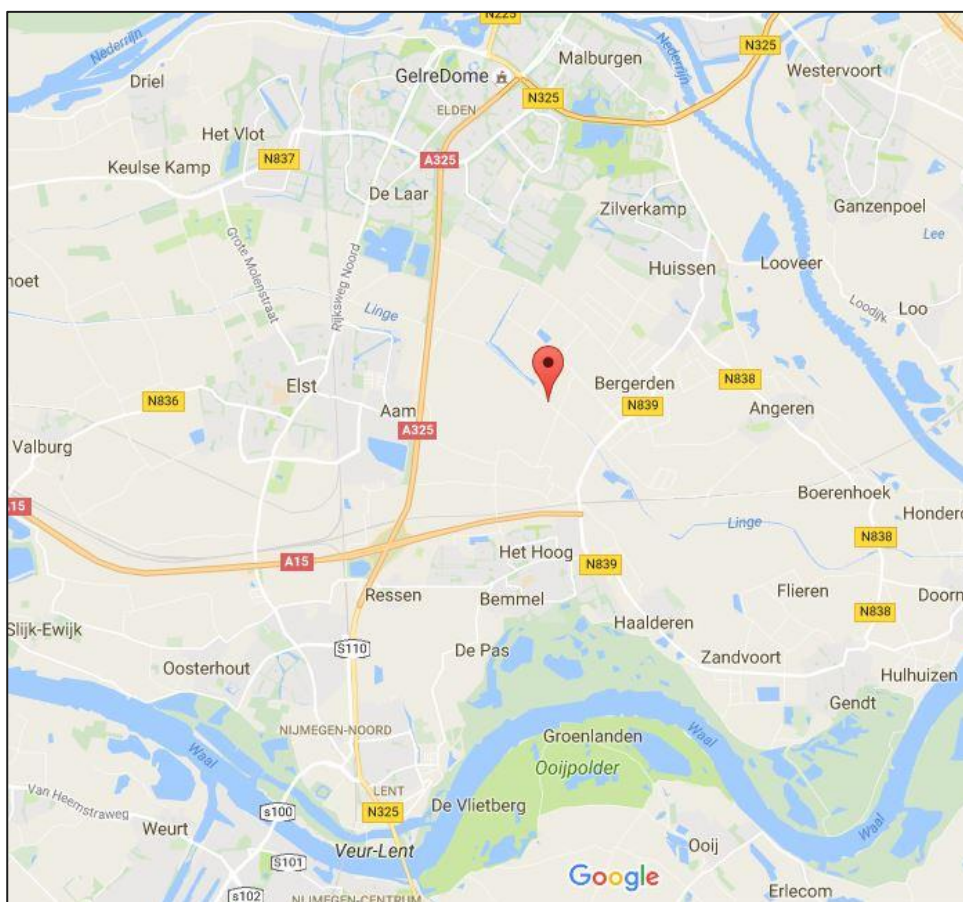 N225
N325
Nederrijn
Nederrijn
Malburgen
Driel
GelreDome
Westervoort
N325
ELDEN
Het Vlot
N837
A325
Keulse Kamp
De Laar
Zilverkamp
Ganzenpoel
Grote Molenstraat
Rijksweg Noord
Lee
Huissen
Looveer
noet
Linge
Loodijk
Loo
Elst
Bergerden
N838
N836
Aam
N839
Angeren
A325
Valburg
Boerenhoek
A15
Honderd
Linge
N838
Het Hoog
A15
N839
Flieren
Ressen
Bemmel
Doorn
N838
Slijk-Ewijk
Haalderen
S110
De Pas
Zandvoort
Oosterhout
Hulhuizen
Gendt
NIJMEGEN-NOORD
Groenlanden
Waal
Waal
Ooijpolder
Van Heemstraweg
LENT
De Vlietberg
s100
N325
Weurt
Waal
Veur-Lent
Ooij
S101
Google
Erlecom
s102
NIJMEGEN-CENTRUM